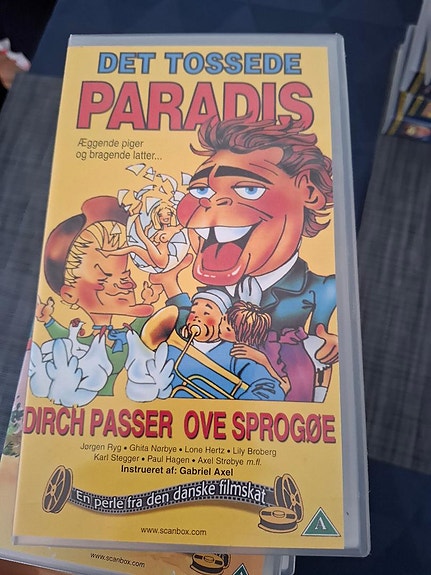 DET TOSSEDE
PARADIS
Æggende piger
og bragende latter...
DIRCH PASSER OVE SPROGØE
Jørgen Ryg • Ghita Nørbye • Lone Hertz • Lily Broberg
Karl Stegger • Paul Hagen • Axel Strøbye m.fl.
Instrueret af: Gabriel Axel
En perle fra den danske filmskat
www.scanbox.com
A
www.scanbox.com